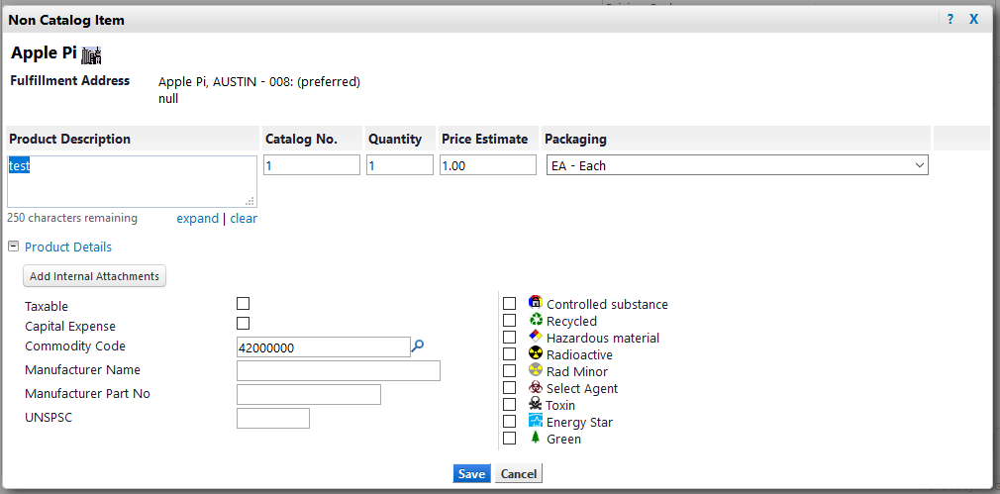 Non Catalog Item
? X
Apple Pi
Fulfillment Address Apple Pi, AUSTIN - 008: (preferred)
null
Product Description Catalog No. Quantity Price Estimate Packaging
test 1 1 1.00 EA - Each
250 characters remaining expand | clear
Product Details
Add Internal Attachments
Taxable
Capital Expense
Commodity Code 42000000
Manufacturer Name
Manufacturer Part No
UNSPSC
Controlled substance
Recycled
Hazardous material
Radioactive
Rad Minor
Select Agent
Toxin
Energy Star
Green
Save Cancel